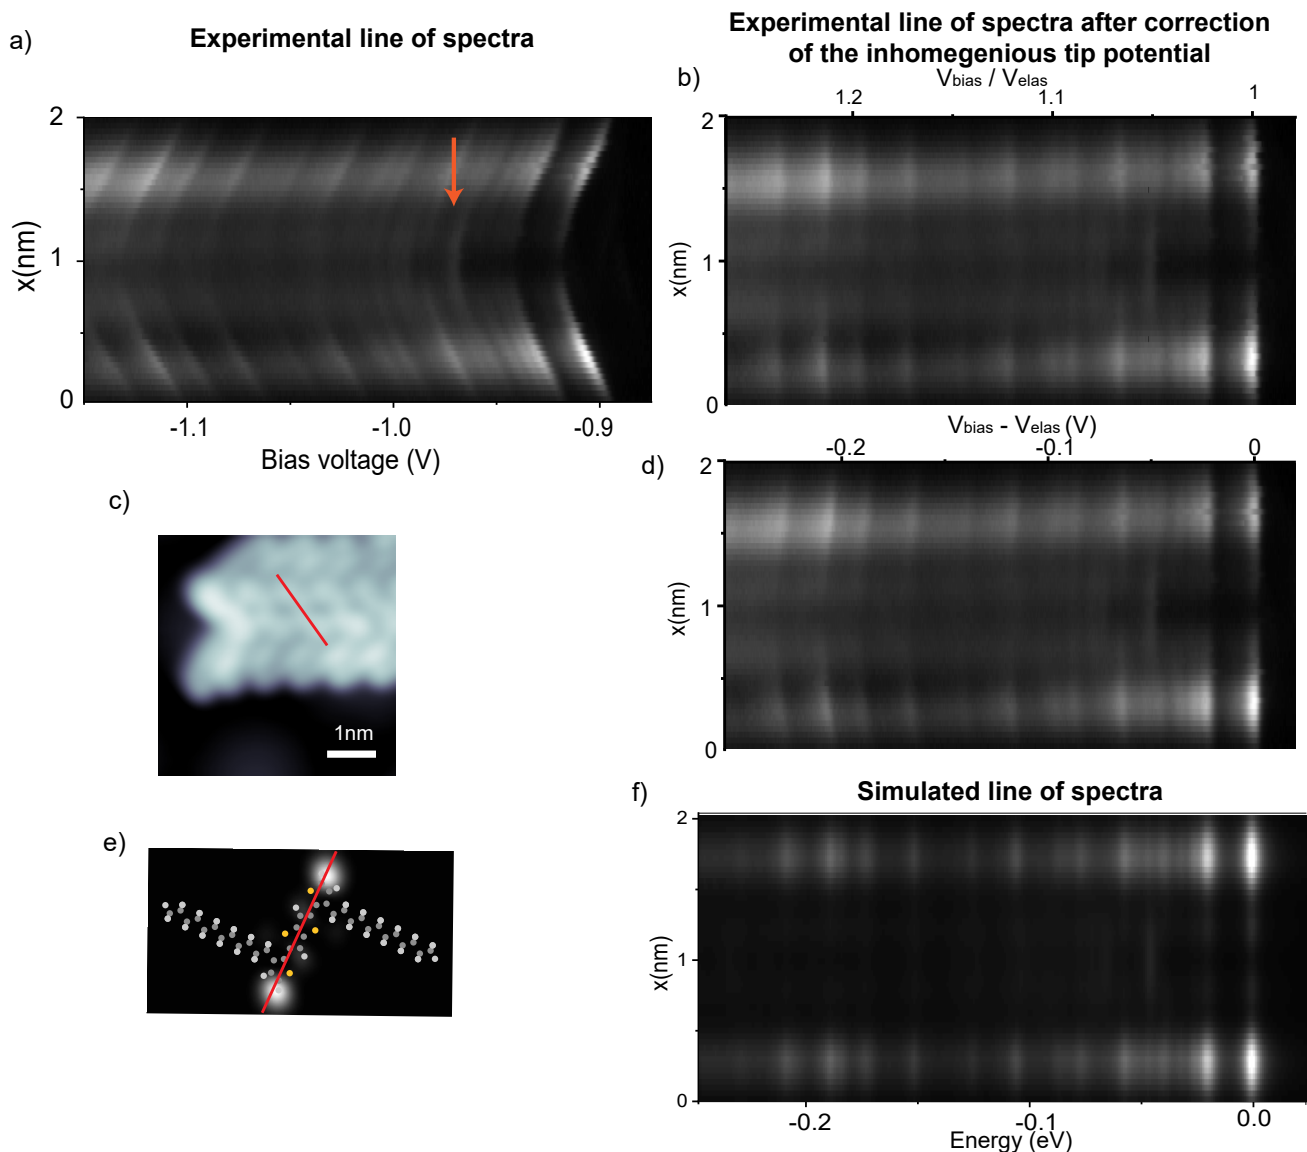 a)
Experimental line of spectra
2
1
0
x(nm)
-1.1
-1.0
-0.9
Bias voltage (V)
Experimental line of spectra after correction
of the inhomegenious tip potential
b)
Vbias / Velas
1.2
1.1
1
2
1
0
x(nm)
c)
1nm
d)
Vbias - Velas (V)
-0.2
-0.1
0
2
1
0
x(nm)
e)
f)
Simulated line of spectra
2
1
0
x(nm)
-0.2
-0.1
0.0
Energy (eV)